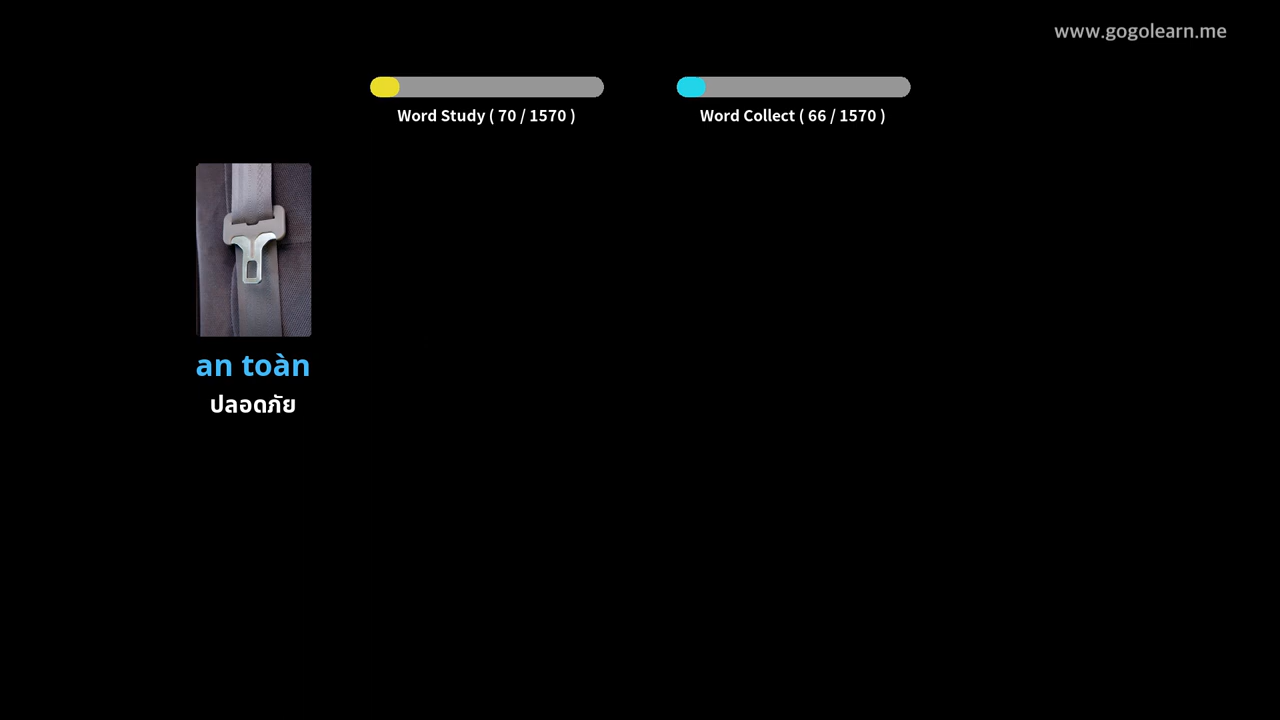 www.gogolearn.me
Word Study ( 70 / 1570 )
Word Collect ( 66 / 1570 )
an toàn
ปลอดภัย